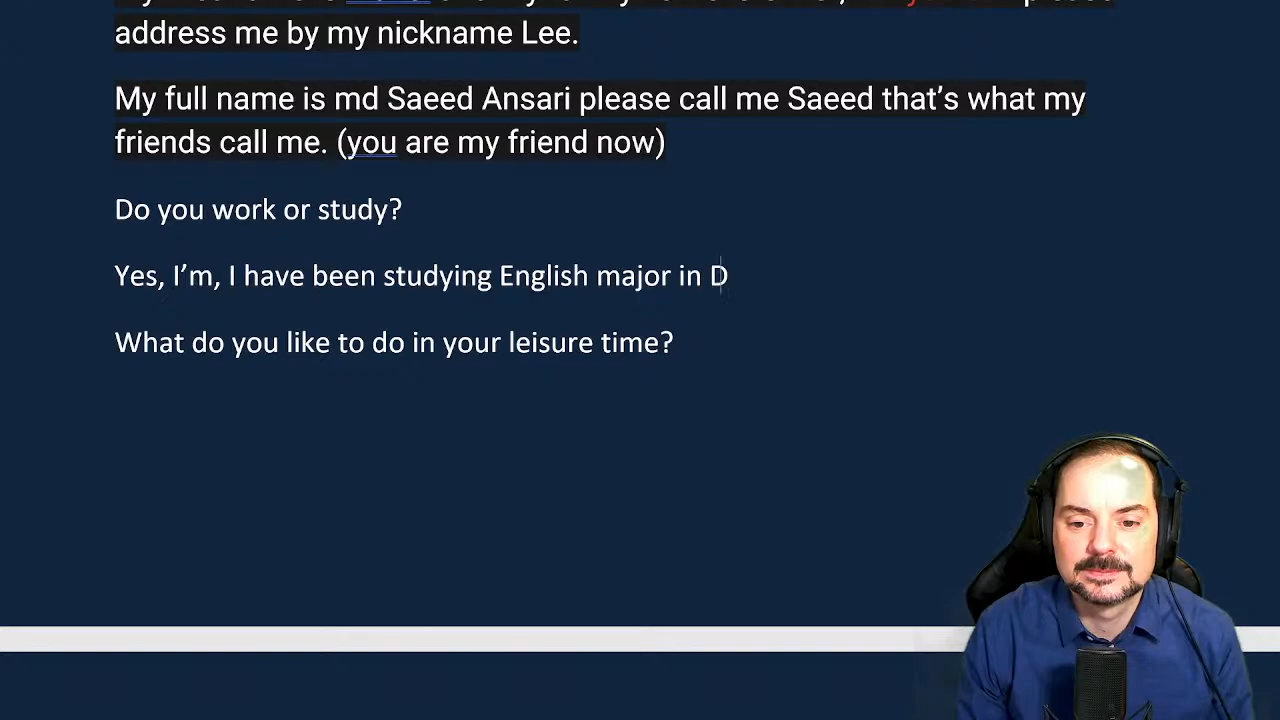 address me by my nickname Lee.
My full name is md Saeed Ansari please call me Saeed that’s what my
friends call me. (you are my friend now)
Do you work or study?
Yes, I’m, I have been studying English major in D
What do you like to do in your leisure time?